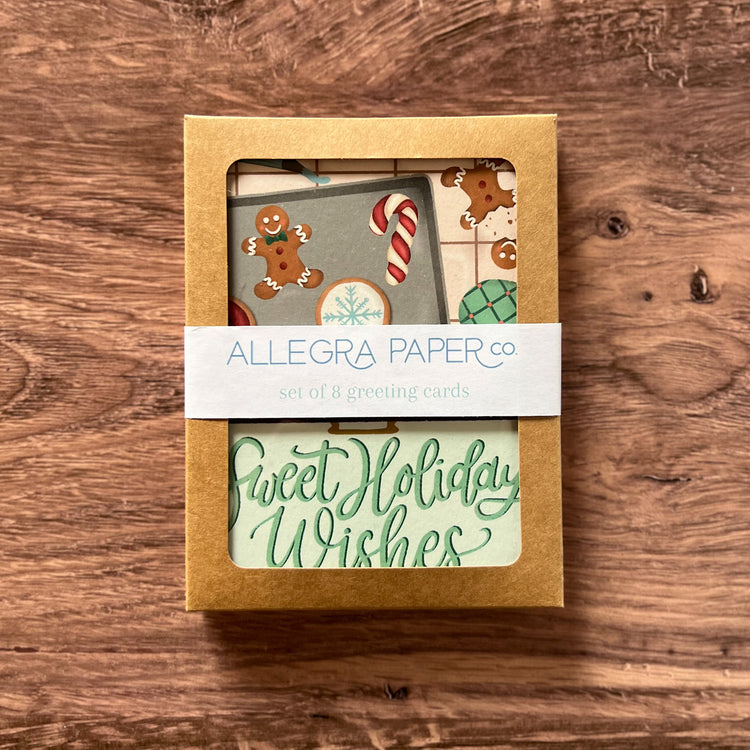 ALLEGRA PAPER CO.
set of 8 greeting cards
Sweet Holiday
Wishes